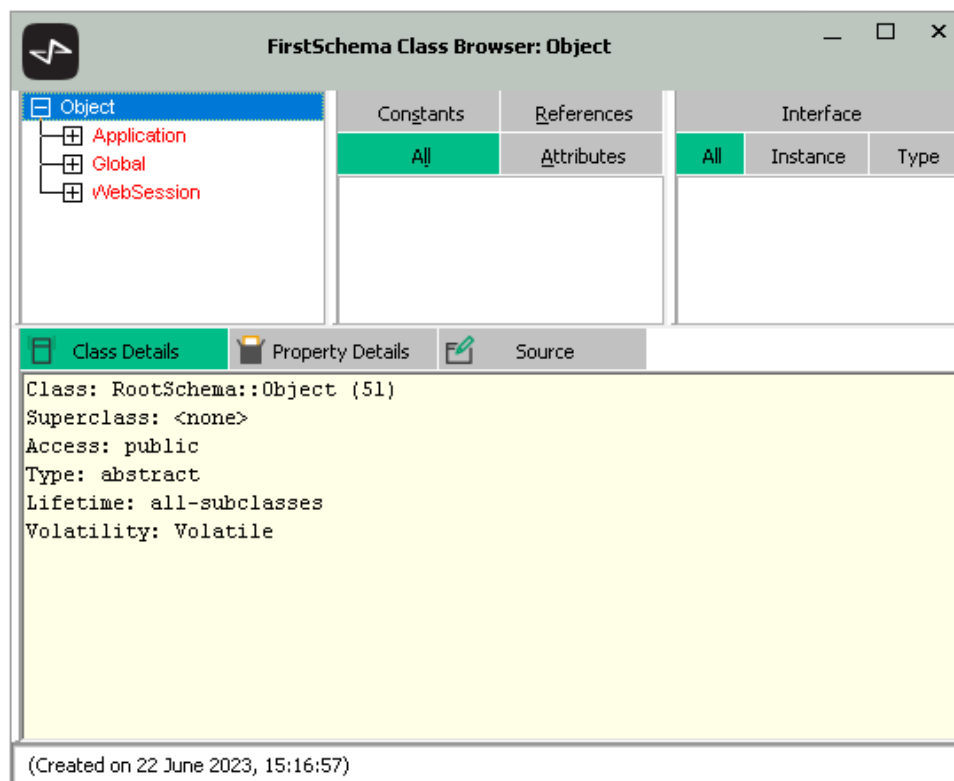 FirstSchema Class Browser: Object
Object
Application
Global
WebSession
Constants References
All Attributes
Interface
All Instance Type
Class Details Property Details Source
Class: RootSchema::Object (51)
Superclass: <none>
Access: public
Type: abstract
Lifetime: all-subclasses
Volatility: Volatile
(Created on 22 June 2023, 15:16:57)